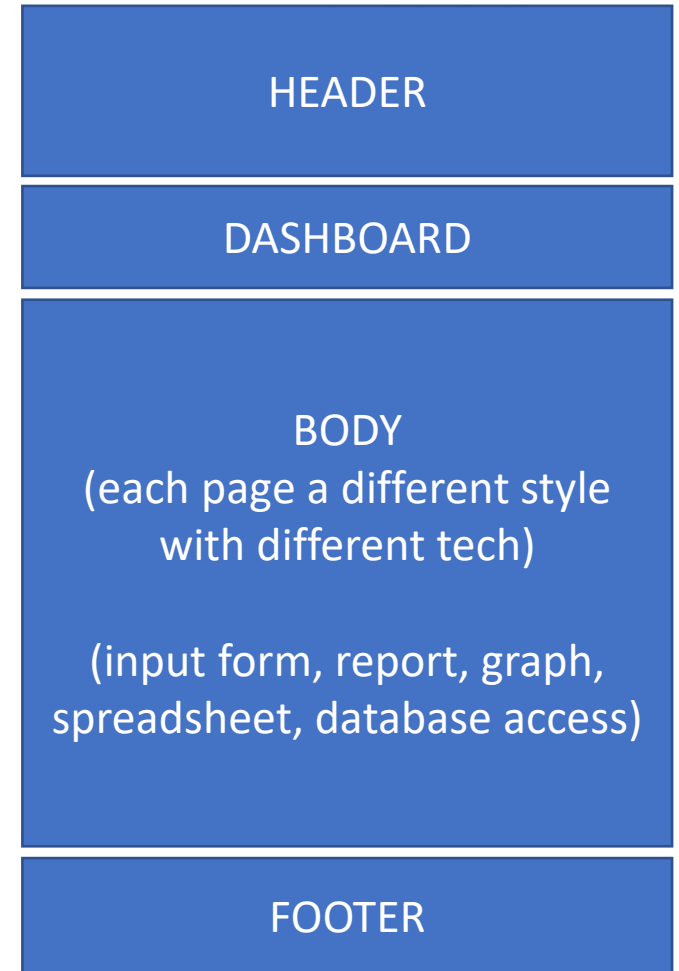 HEADER
DASHBOARD
BODY
(each page a different style
with different tech)
(input form, report, graph,
spreadsheet, database access)
FOOTER